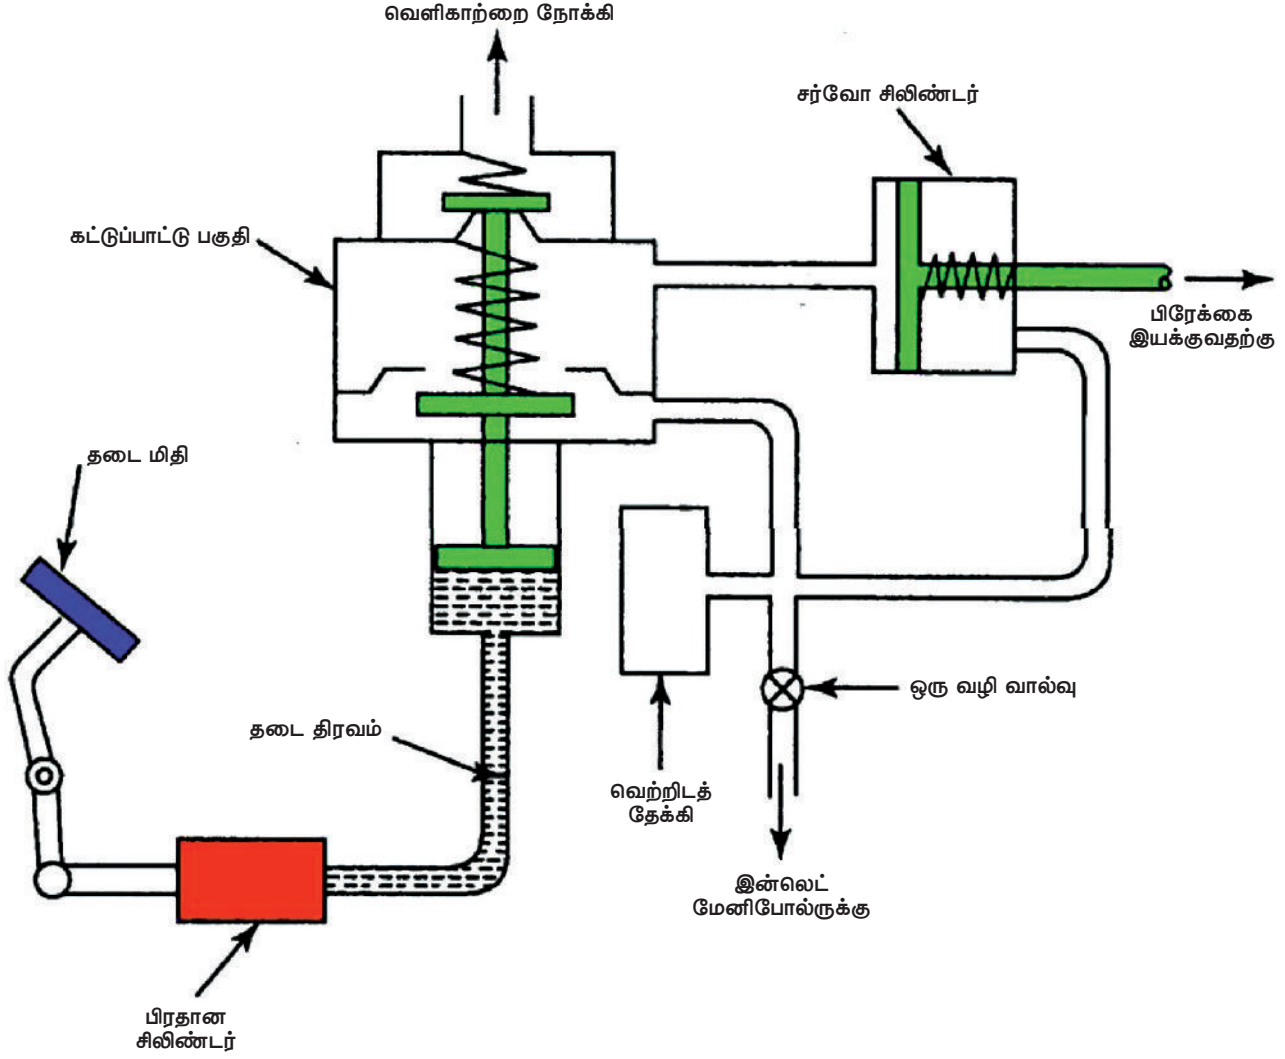 வெளிகாற்றை நோக்கி
சர்வோ சிலிண்டர்
கட்டுப்பாட்டு பகுதி
பிரேக்கை
இயக்குவதற்கு
தடை மிதி
ஒரு வழி வால்வு
தடை திரவம்
வெற்றிடத்
தேக்கி
இன்லெட்
மேனிபோல்ருக்கு
பிரதான
சிலிண்டர்